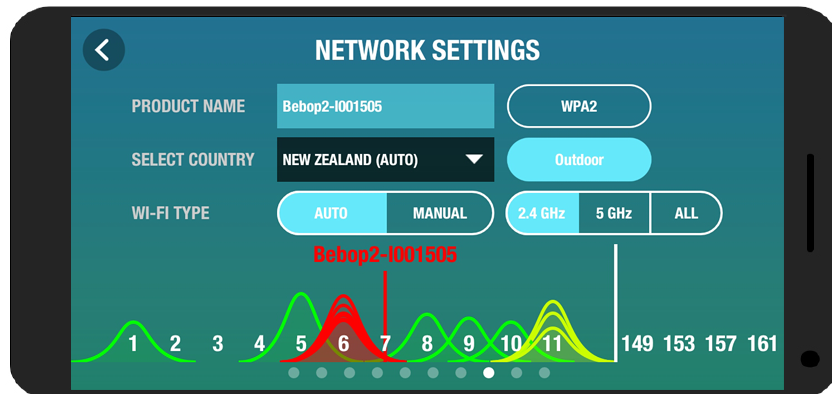 NETWORK SETTINGS
PRODUCT NAME Bebop2-I001505 WPA2
SELECT COUNTRY NEW ZEALAND (AUTO) Outdoor
WI-FI TYPE AUTO MANUAL 2.4 GHz 5 GHz ALL
Bebop2-I001505
1 2 3 4 5 6 7 8 9 10 11 149 153 157 161